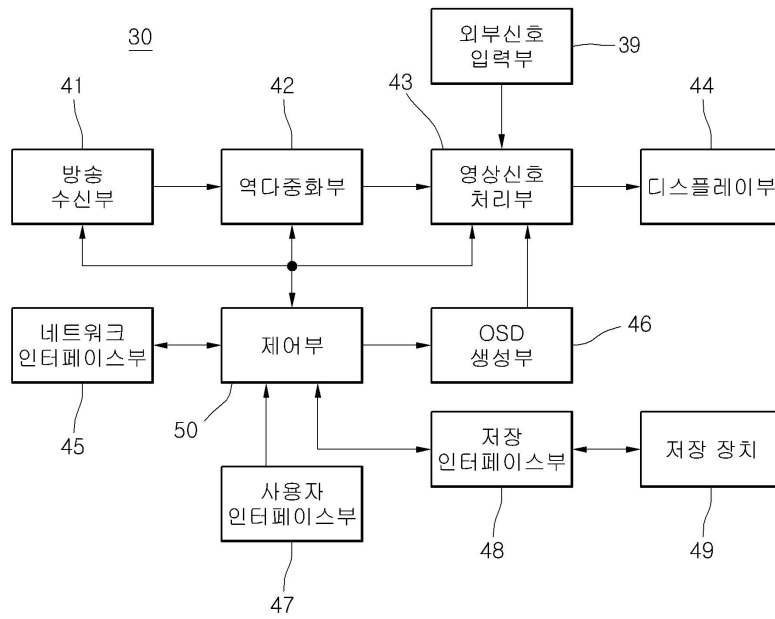 30
외부신호
입력부
39
41
42
43
44
방송
수신부
역다중화부
영상신호
처리부
디스플레이부
네트워크
인터페이스부
제어부
OSD
생성부
46
45
50
저장
인터페이스부
저장 장치
사용자
인터페이스부
48
49
47